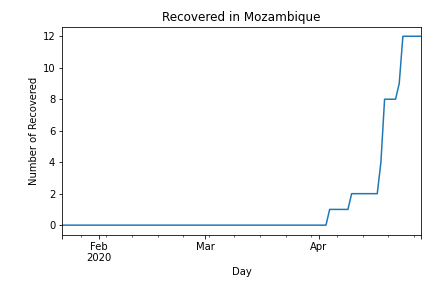 Recovered in Mozambique
Number of Recovered
12
10
8
6
4
2
0
Feb
2020
Mar
Apr
Day